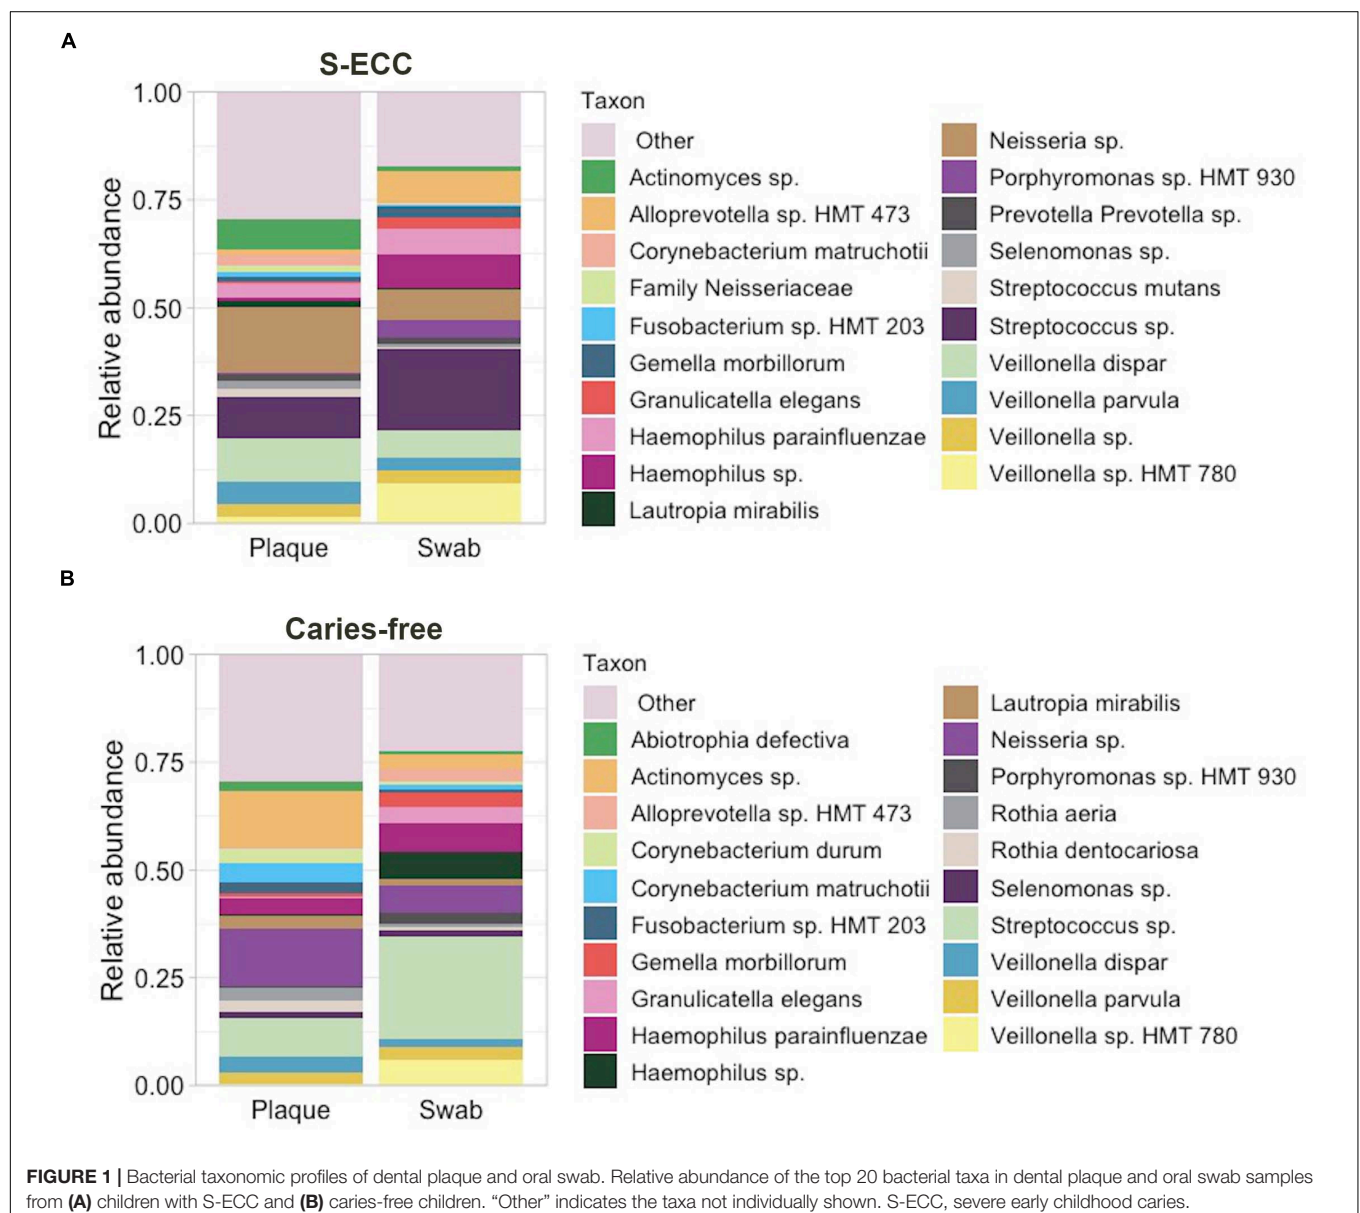 A
S-ECC
1.00
0.75
0.50
0.25
0.00
Relative abundance
Plaque
Swab
Taxon
Other
Actinomyces sp.
Alloprevotella sp. HMT 473
Corynebacterium matruchotii
Family Neisseriaceae
Fusobacterium sp. HMT 203
Gemella morbillorum
Granulicatella elegans
Haemophilus parainfluenzae
Haemophilus sp.
Lautropia mirabilis
Neisseria sp.
Porphyromonas sp. HMT 930
Prevotella Prevotella sp.
Selenomonas sp.
Streptococcus mutans
Streptococcus sp.
Veillonella dispar
Veillonella parvula
Veillonella sp.
Veillonella sp. HMT 780
B
Caries-free
1.00
0.75
0.50
0.25
0.00
Relative abundance
Plaque
Swab
Taxon
Other
Abiotrophia defectiva
Actinomyces sp.
Alloprevotella sp. HMT 473
Corynebacterium durum
Corynebacterium matruchotii
Fusobacterium sp. HMT 203
Gemella morbillorum
Granulicatella elegans
Haemophilus parainfluenzae
Haemophilus sp.
Lautropia mirabilis
Neisseria sp.
Porphyromonas sp. HMT 930
Rothia aeria
Rothia dentocariosa
Selenomonas sp.
Streptococcus sp.
Veillonella dispar
Veillonella parvula
Veillonella sp. HMT 780
FIGURE 1 | Bacterial taxonomic profiles of dental plaque and oral swab. Relative abundance of the top 20 bacterial taxa in dental plaque and oral swab samples
from (A) children with S-ECC and (B) caries-free children. “Other” indicates the taxa not individually shown. S-ECC, severe early childhood caries.